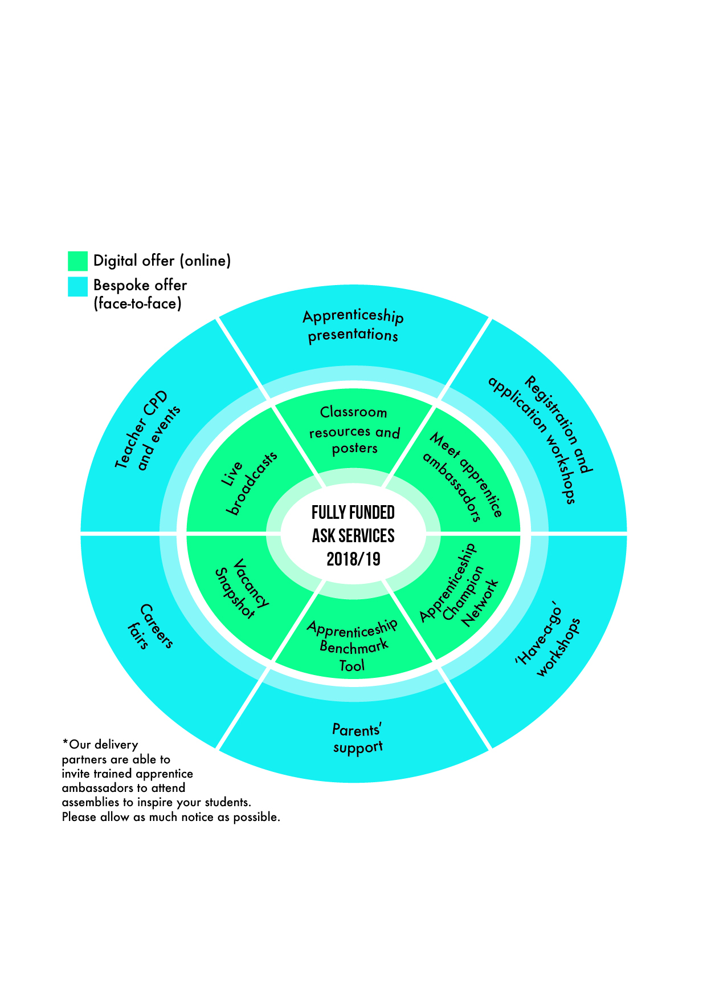 Digital offer (online)
Bespoke offer
(face-to-face)
Apprenticeship
presentations
Registration and
application workshops
‘Have-a-go’
workshops
Parents’
support
Careers
fairs
Teacher CPD
and events
Classroom
resources and
posters
Meet apprentice
ambassadors
Apprenticeship
Champion
Network
Apprenticeship
Benchmark
Tool
Vacancy
Snapshot
Live
broadcasts
FULLY FUNDED
ASK SERVICES
2018/19
*Our delivery
partners are able to
invite trained apprentice
ambassadors to attend
assemblies to inspire your students.
Please allow as much notice as possible.